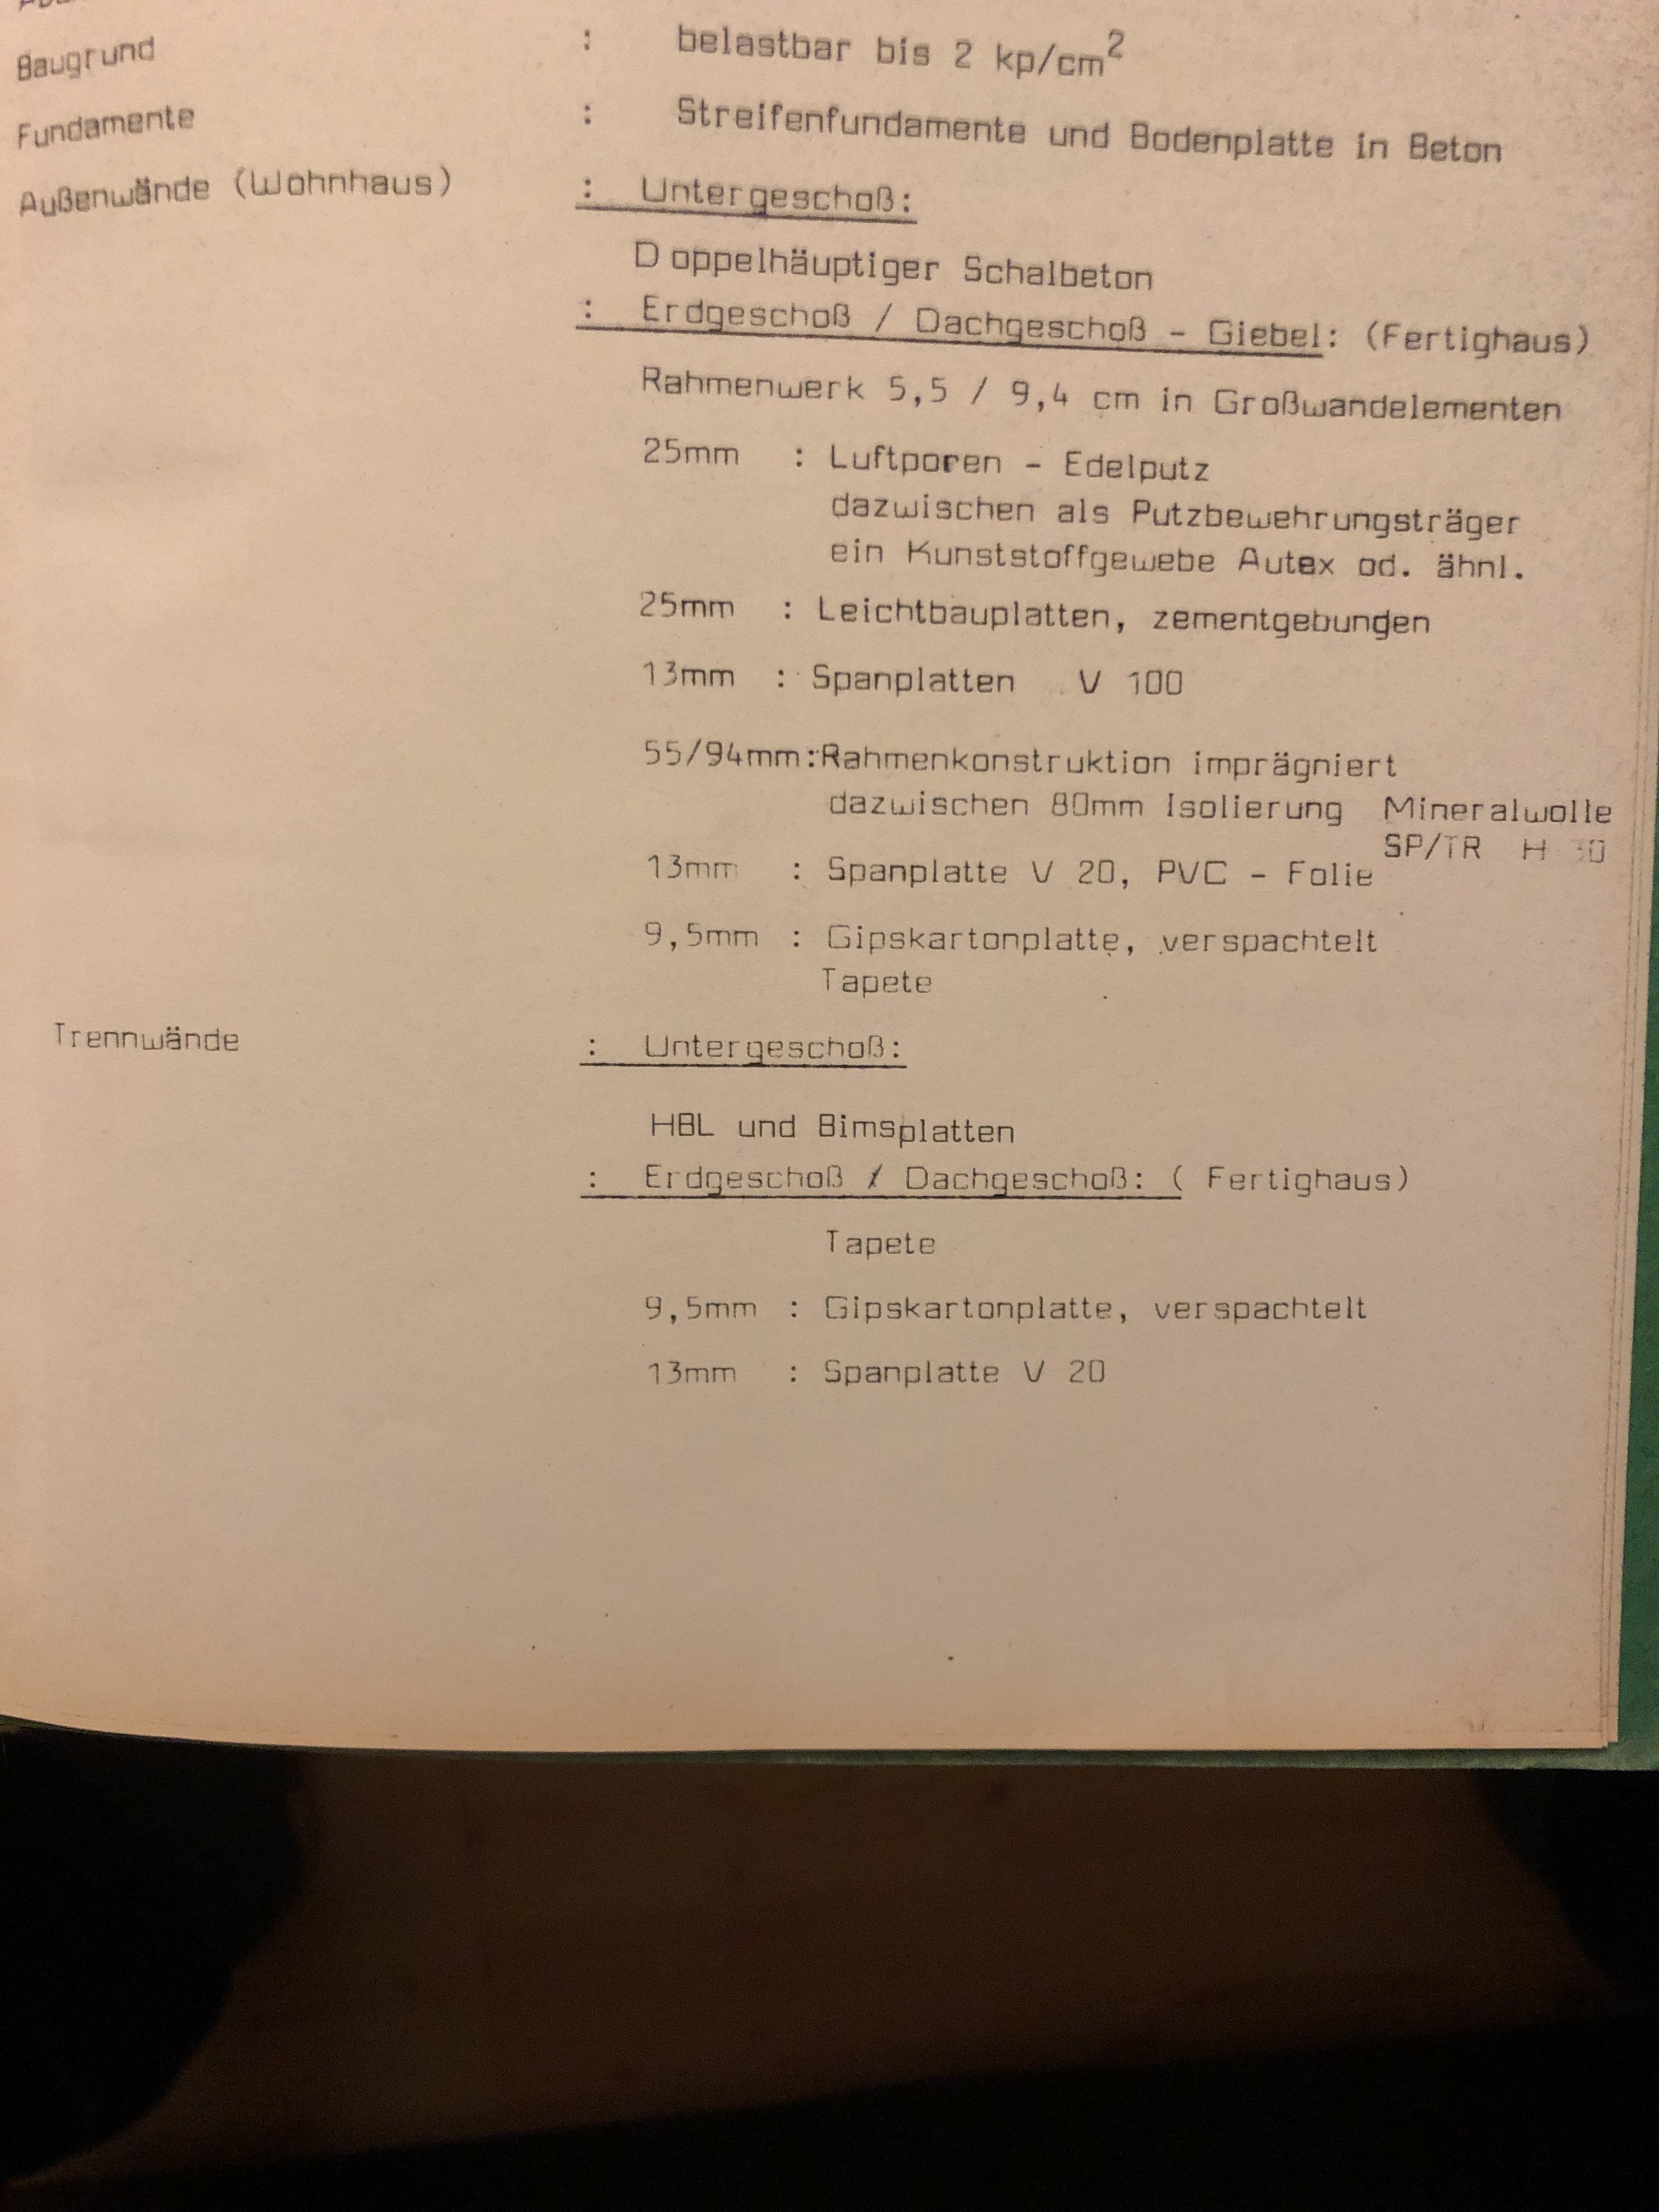 Baugrund : belastbar bis 2 kp/cm²
Fundamente : Streifenfundamente und Bodenplatte in Beton
Außenwände (Wohnhaus) : Untergeschoß:
D oppelhäuptiger Schalbeton
: Erdgeschoß / Dachgeschoß - Giebel: (Fertighaus)
Rahmenwerk 5,5 / 9,4 cm in Großwandelementen
25mm : Luftporen - Edelputz
dazwischen als Putzbewehrungsträger
ein Kunststoffgewebe Autex od. ähnl.
25mm : Leichtbauplatten, zementgebunden
13mm : Spanplatten V 100
55/94mm:Rahmenkonstruktion imprägniert
dazwischen 80mm Isolierung Mineralwolle
SP/TR H
13mm : Spanplatte V 20, PVC - Folie
9,5mm : Gipskartonplatte, verspachtelt
Tapete
Trennwände : Untergeschoß:
HBL und Bimsplatten
: Erdgeschoß / Dachgeschoß: ( Fertighaus)
Tapete
9,5mm : Gipskartonplatte, verspachtelt
13mm : Spanplatte V 20